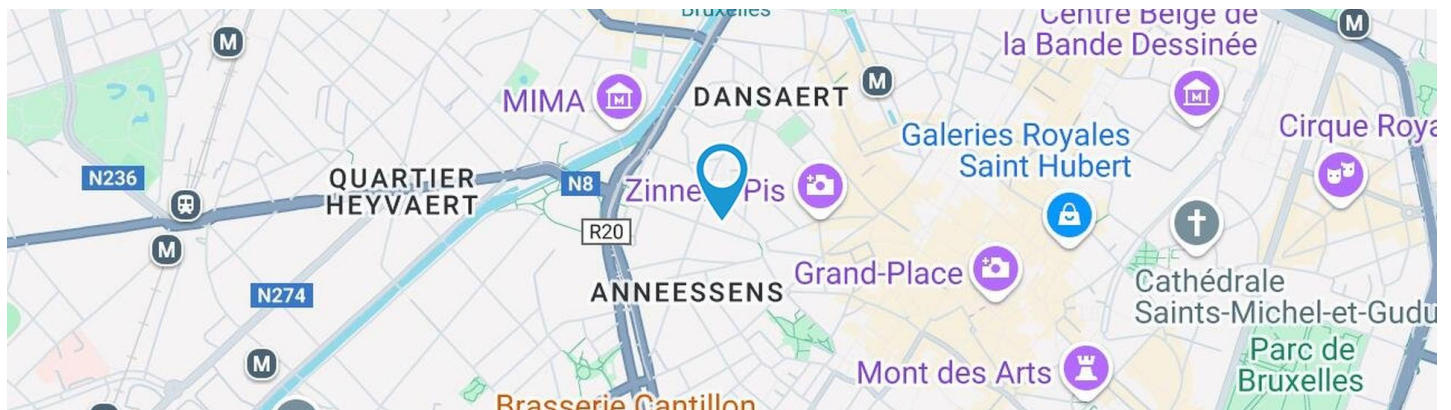 Bruxelles
Centre Belge de
la Bande Dessinée
M
M
M
MIMA
DANSAERT
Galeries Royales
Saint Hubert
Cirque Roya
N236
QUARTIER
HEYVAERT
N8
Zinne
Pis
R20
M
N274
ANNEESSENS
Grand-Place
Cathédrale
Saints-Michel-et-Gudu
M
Mont des Arts
Parc de
Bruxelles
Brasserie Cantillon